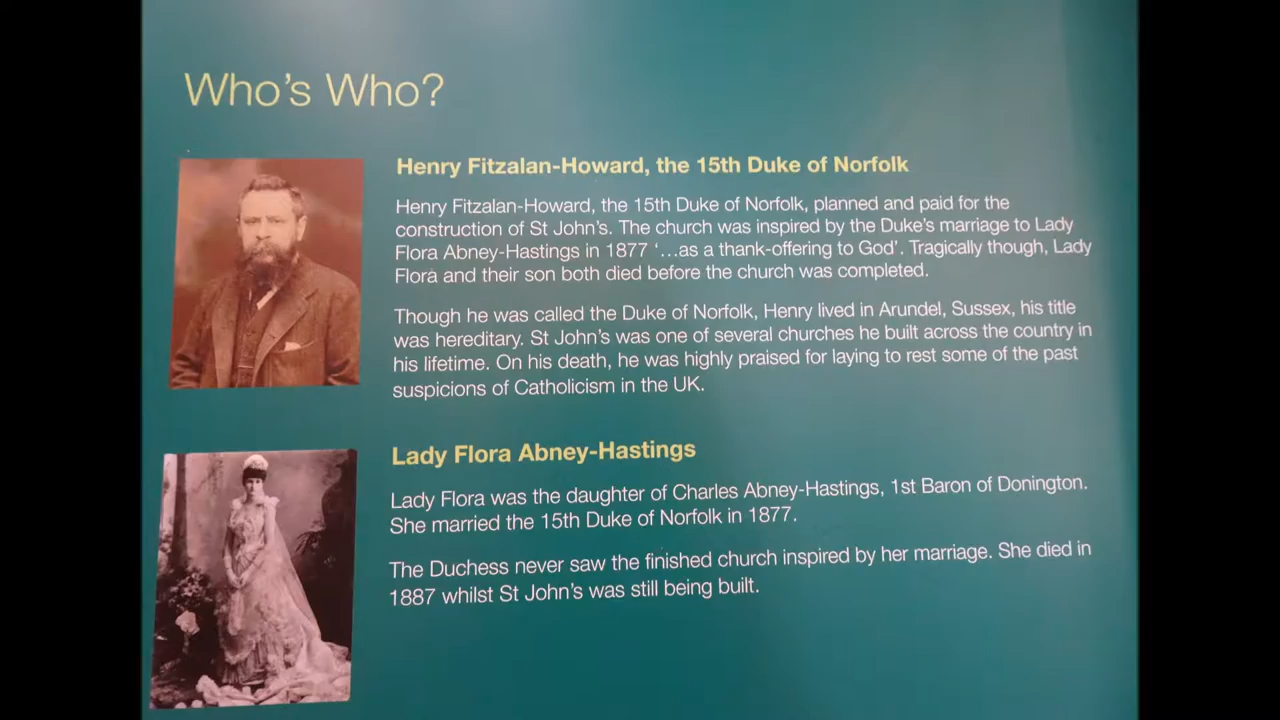 Who's Who?
Henry Fitzalan-Howard, the 15th Duke of Norfolk
Henry Fitzalan-Howard, the 15th Duke of Norfolk, planned and paid for the
construction of St John's. The church was inspired by the Duke's marriage to Lady
Flora Abney-Hastings in 1877 '...as a thank-offering to God'. Tragically though, Lady
Flora and their son both died before the church was completed.
Though he was called the Duke of Norfolk, Henry lived in Arundel, Sussex, his title
was hereditary. St John's was one of several churches he built across the country in
his lifetime. On his death, he was highly praised for laying to rest some of the past
suspicions of Catholicism in the UK.
Lady Flora Abney-Hastings
Lady Flora was the daughter of Charles Abney-Hastings, 1st Baron of Donington.
She married the 15th Duke of Norfolk in 1877.
The Duchess never saw the finished church inspired by her marriage. She died in
1887 whilst St John's was still being built.